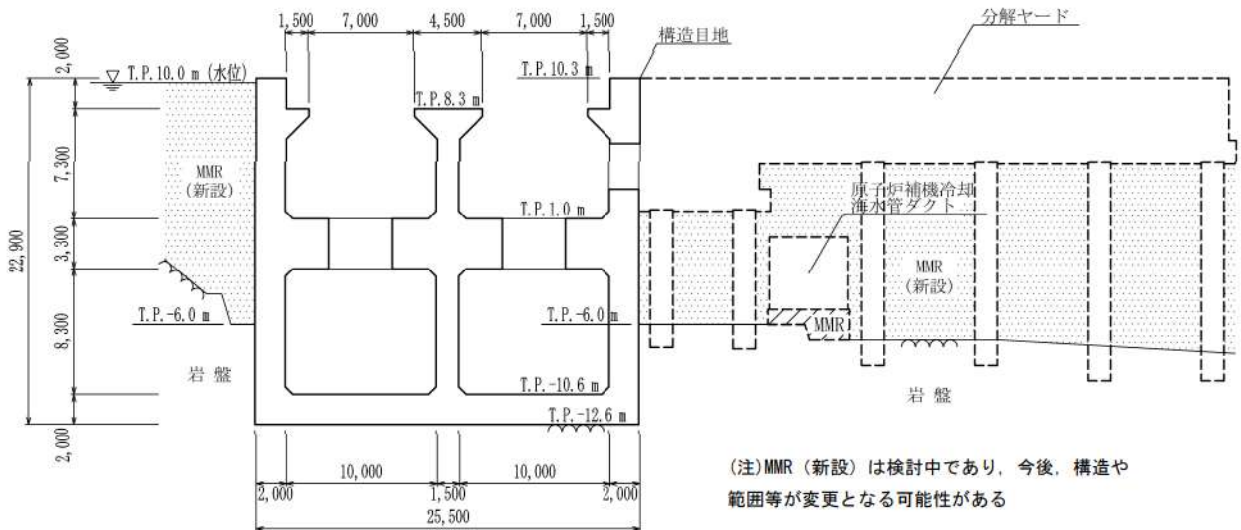 1,500 7,000 4,500 7,000 1,500
分解ヤード
構造目地
2,000
T.P.10.0 m (水位)
T.P.10.3 m
T.P.8.3 m
7,300
MMR
(新設)
原子炉補機冷却
海水管ダクト
T.P.1.0 m
22,900
3,300
MMR
(新設)
T.P.-6.0 m
T.P.-6.0 m
MMR
8,300
岩 盤
T.P.-10.6 m
岩 盤
T.P.-12.6 m
2,000
10,000 10,000
2,000 1,500 2,000
25,500
(注)MMR（新設）は検討中であり，今後，構造や
範囲等が変更となる可能性がある